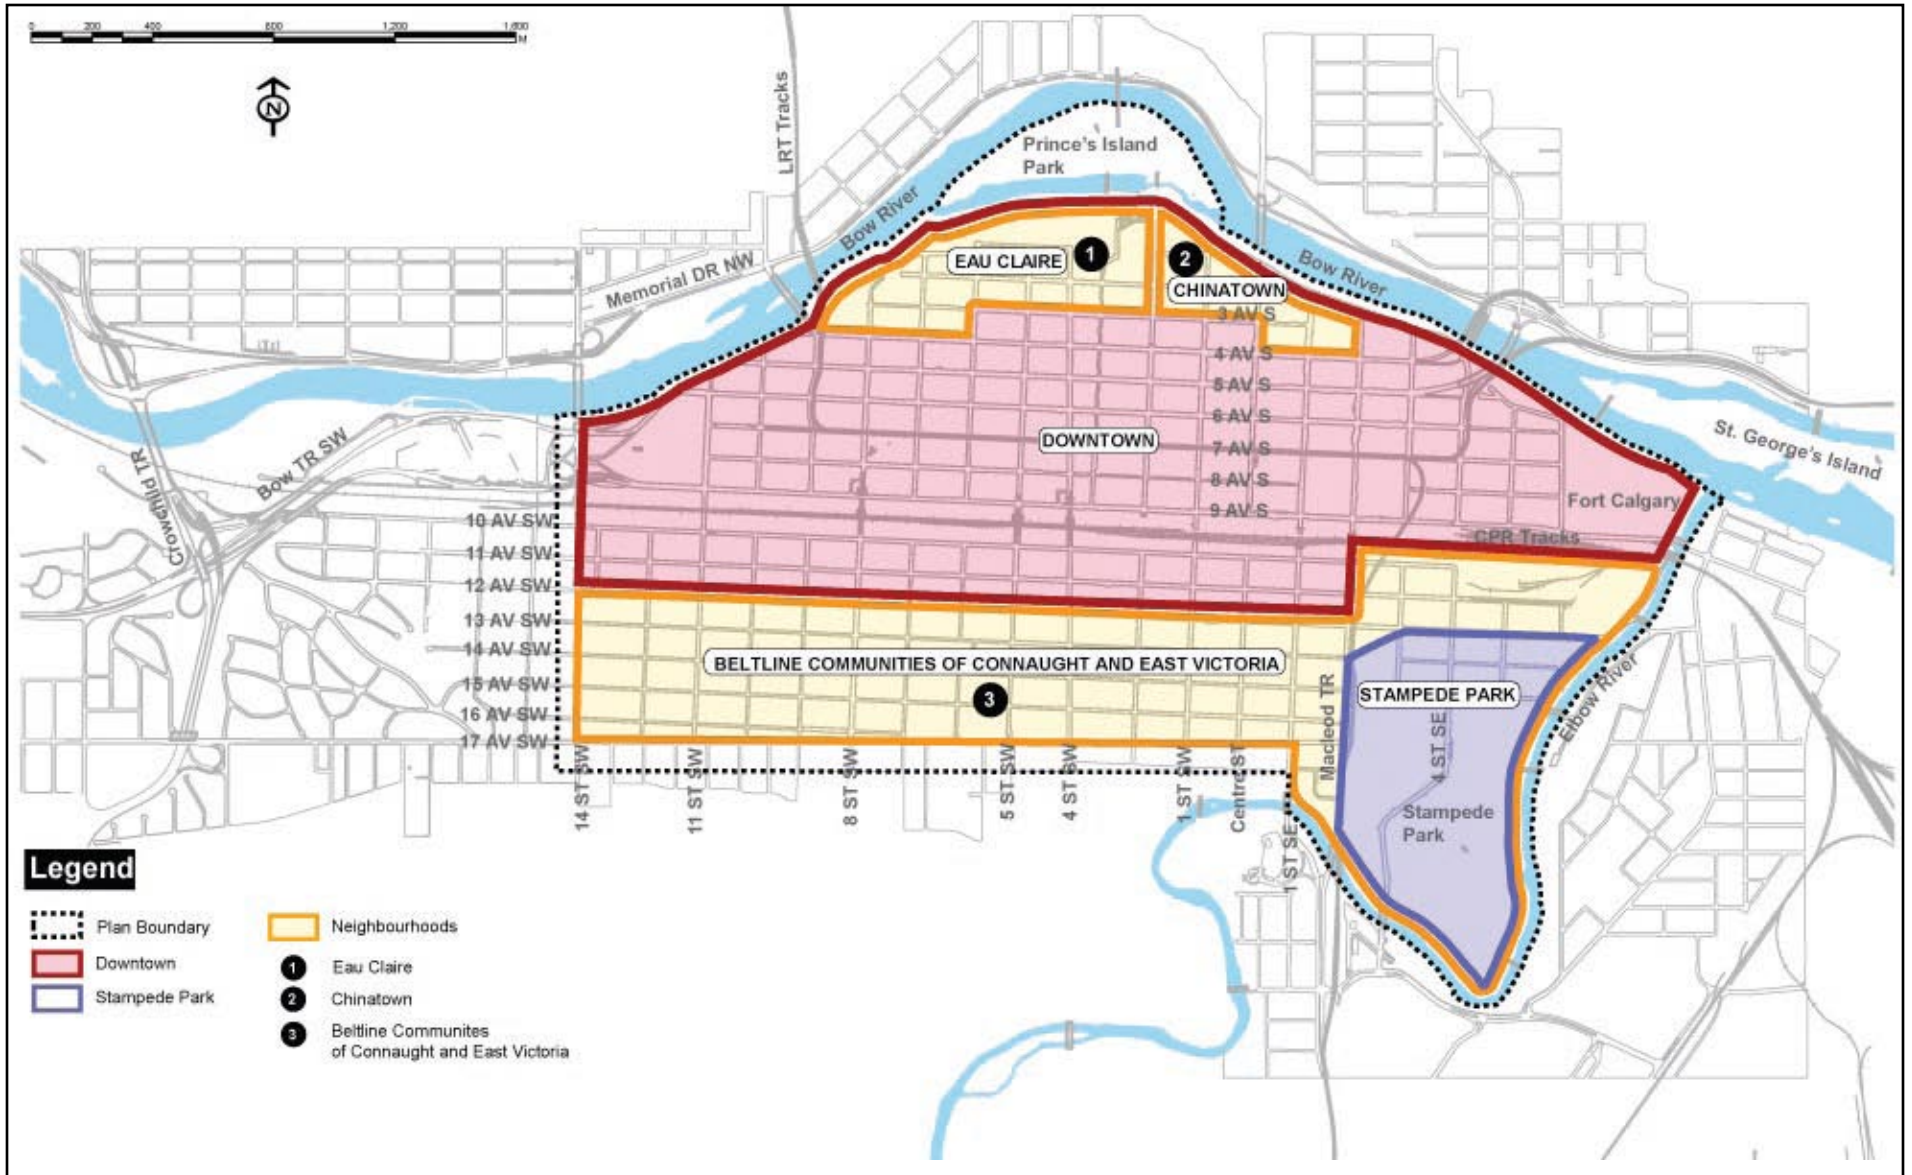 0 200 400 800 1,200 1,600
M
N
LRT Tracks
Prince's Island
Park
Bow River
Memorial DR NW
EAU CLAIRE
1
2
CHINATOWN
Bow River
3 AV S
4 AV S
5 AV S
6 AV S
DOWNTOWN
7 AV S
8 AV S
9 AV S
St. George's Island
Fort Calgary
CPR Tracks
Crowchild TR
Bow TR SW
10 AV SW
11 AV SW
12 AV SW
13 AV SW
14 AV SW
15 AV SW
16 AV SW
17 AV SW
BELTLINE COMMUNITIES OF CONNAUGHT AND EAST VICTORIA
3
Macleod TR
STAMPEDE PARK
4 ST SE
Elbow River
Stampede
Park
14 ST SW
11 ST SW
8 ST SW
5 ST SW
4 ST SW
1 ST SW
Centre ST
1 ST SE
Legend
Plan Boundary
Downtown
Stampede Park
Neighbourhoods
1 Eau Claire
2 Chinatown
3 Beltline Communites
of Connaught and East Victoria